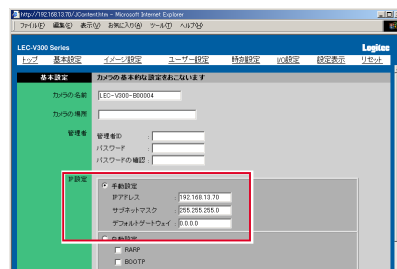 http://192.168.13.70/JContent.htm - Microsoft Internet Explorer
ファイル(F) 編集(E) 表示(V) お気に入り(A) ツール(T) ヘルプ(H)
LEC-V300 Series Logitec
トップ 基本設定 イメージ設定 ユーザー設定 時刻設定 I/O設定 設定表示 リセット
基本設定 カメラの基本的な設定をおこないます
カメラの名前 LEC-V300-B00004
カメラの場所
管理者 管理者ID :
パスワード :
パスワードの確認 :
IP設定 手動設定
IPアドレス : 192.168.13.70
サブネットマスク : 255.255.255.0
デフォルトゲートウェイ : 0.0.0.0
自動設定
RARP
BOOTP